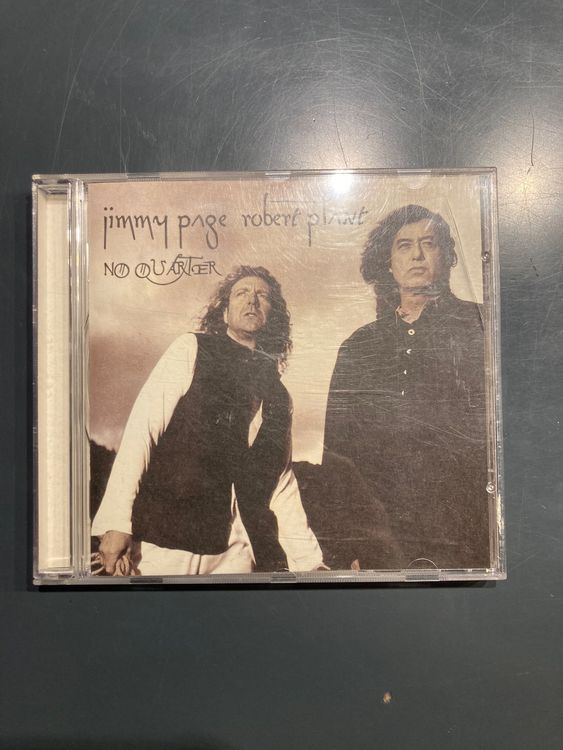 jimmy page robert plant
NO QUARTER